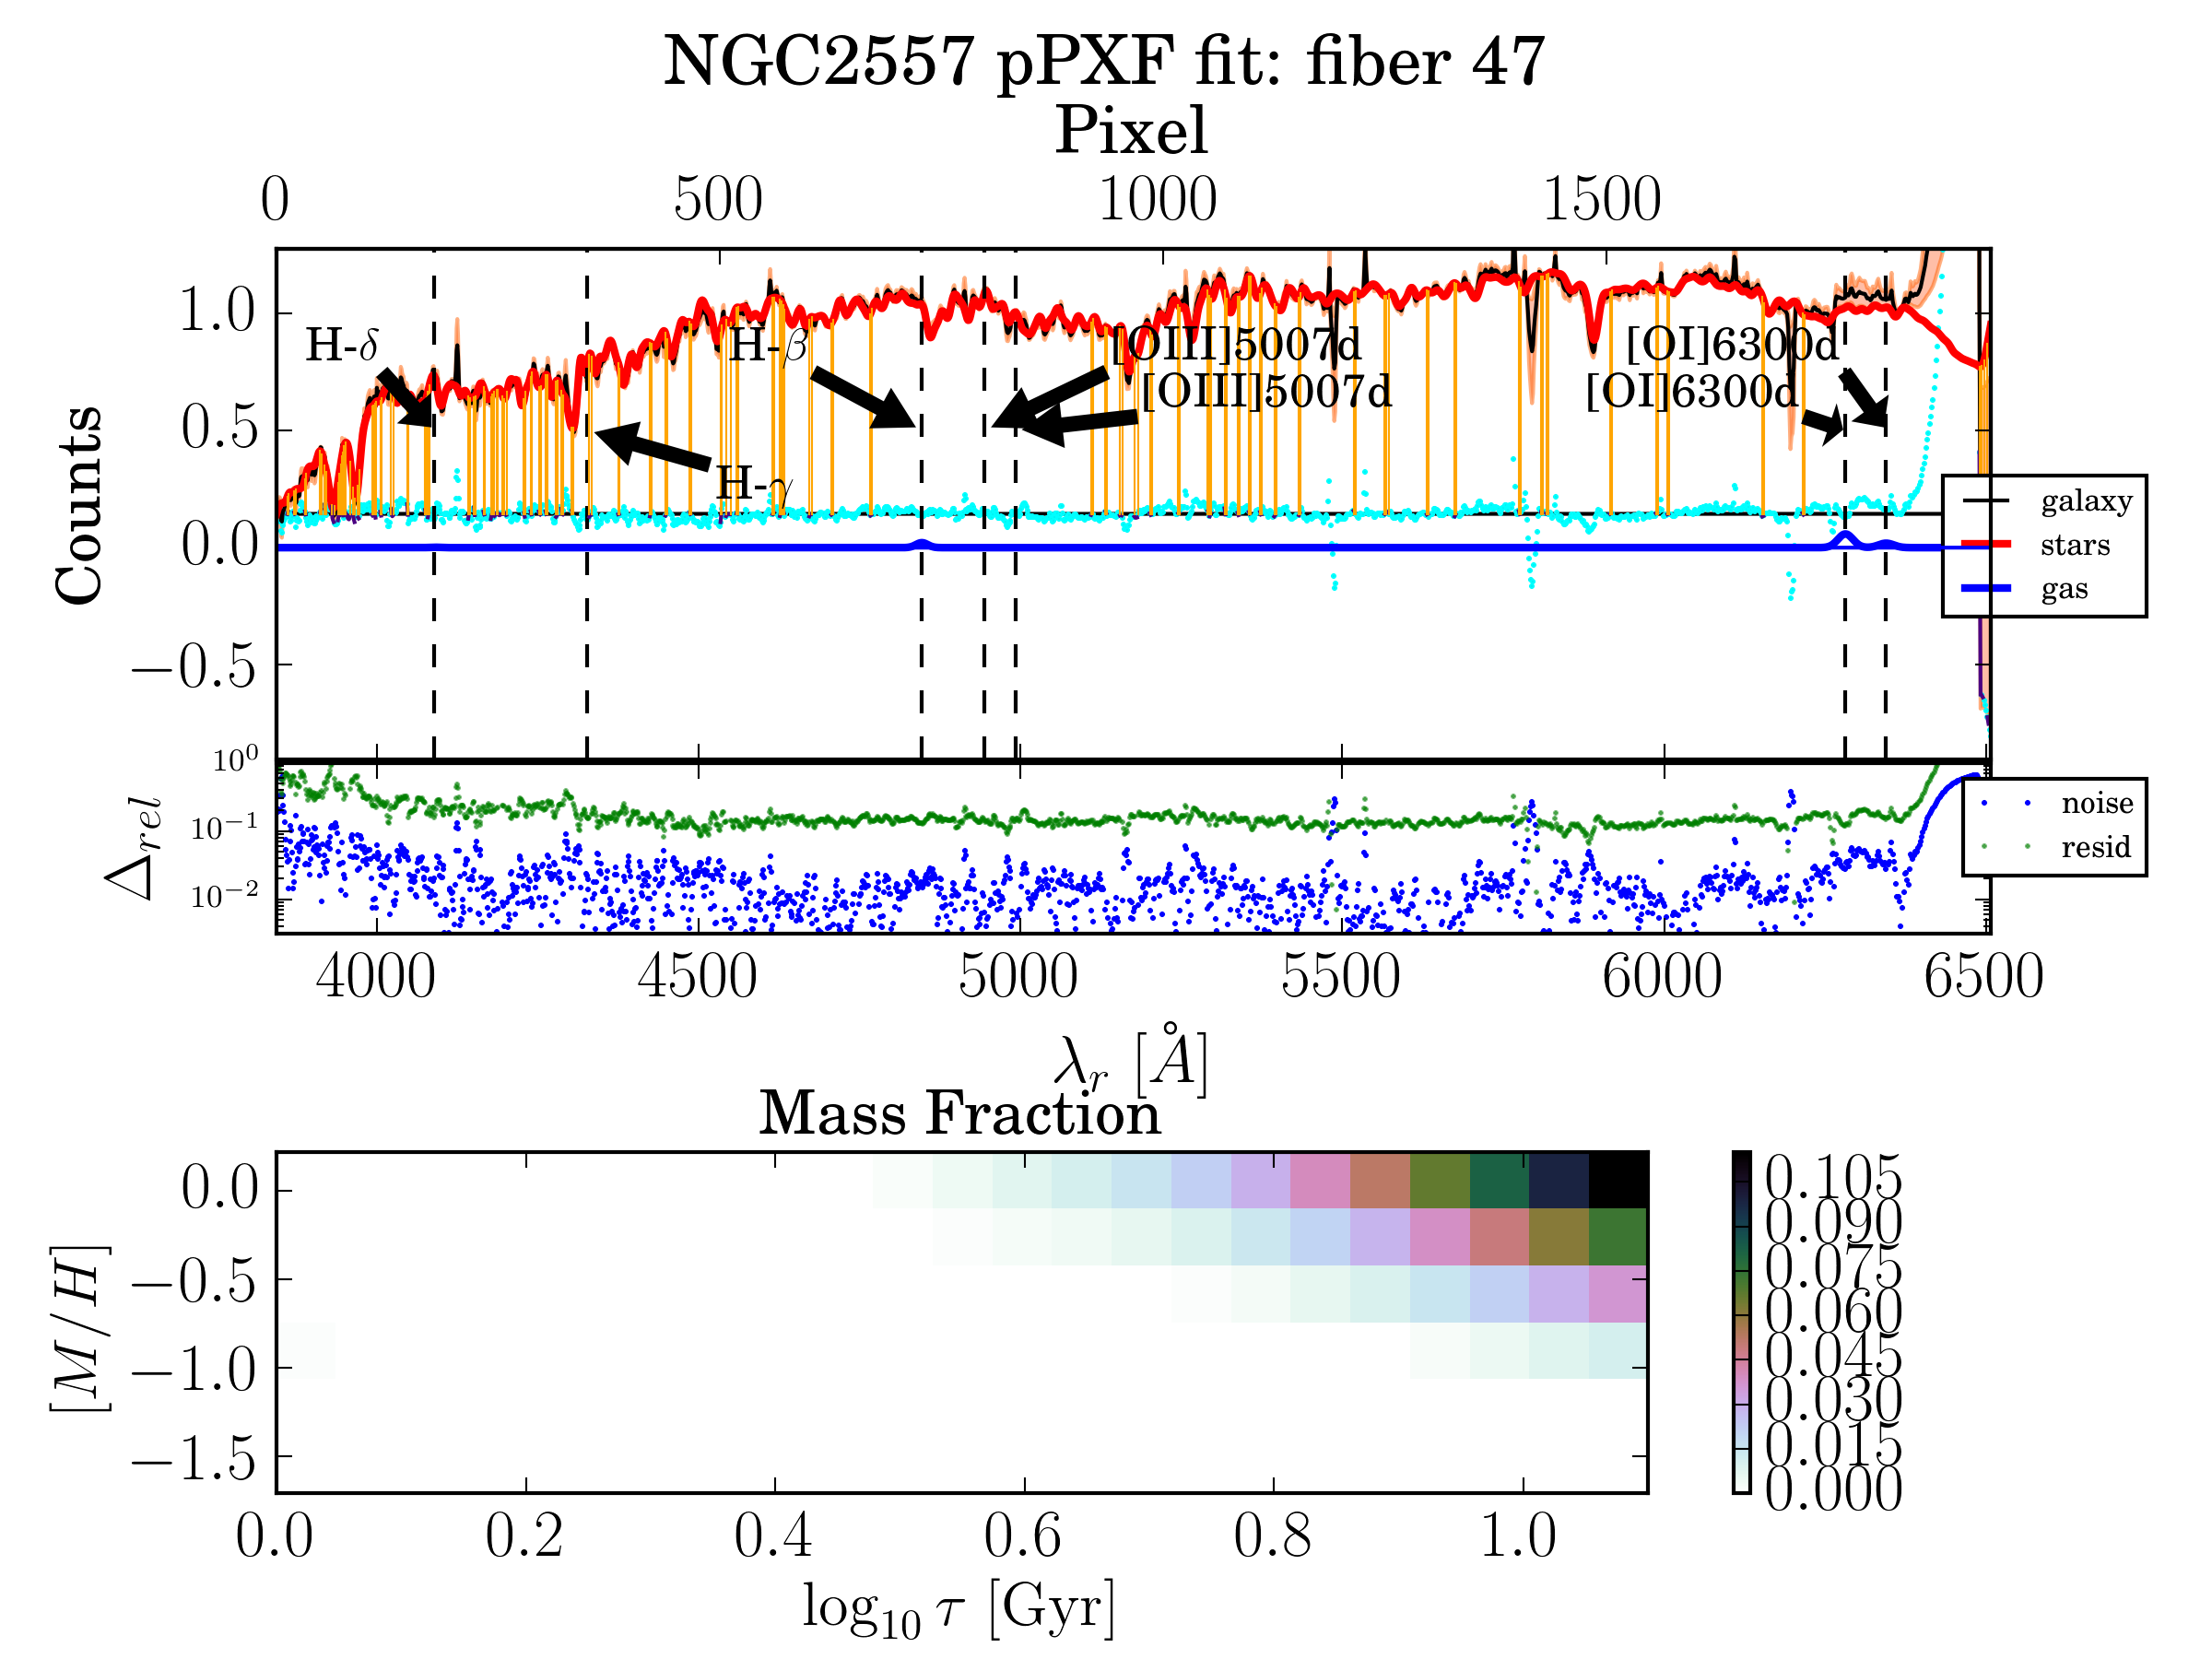 NGC2557 pPXF fit: fiber 47
Pixel
0 500 1000 1500
1.0
0.5
0.0
−0.5
Counts
H-δ
H-γ
H-β
[OIII]5007d
[OIII]5007d
[OI]6300d
[OI]6300d
galaxy
stars
gas
10⁰
10⁻¹
10⁻²
Δ_rel
noise
resid
4000 4500 5000 5500 6000 6500
λ_r [Å]
Mass Fraction
0.0
−0.5
−1.0
−1.5
[M/H]
0.0 0.2 0.4 0.6 0.8 1.0
log₁₀ τ [Gyr]
0.105
0.090
0.075
0.060
0.045
0.030
0.015
0.000